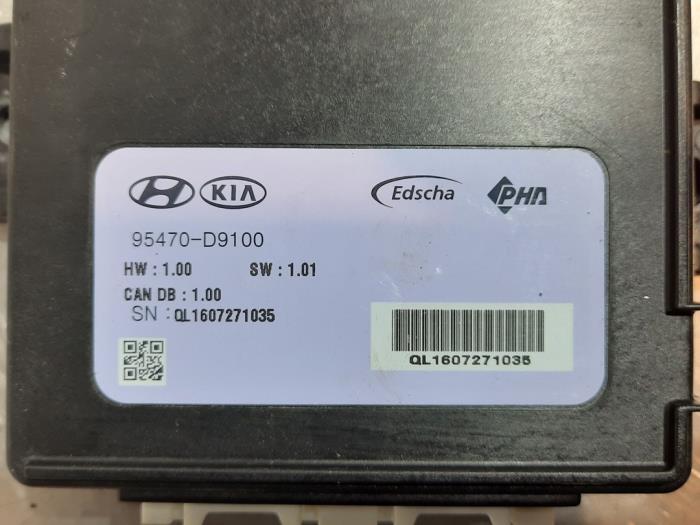 KIA Edscha PHA
95470-D9100
HW : 1.00 SW : 1.01
CAN DB : 1.00
SN : QL1607271035
QL1607271035